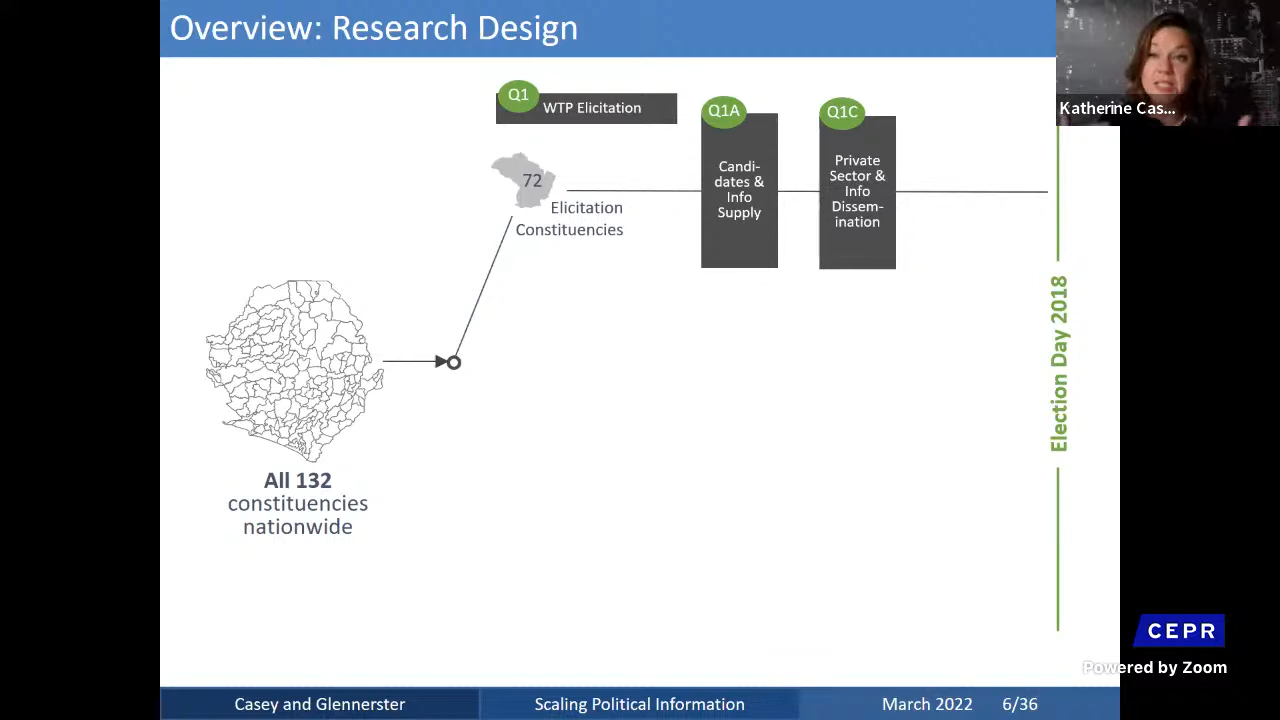 Overview: Research Design
Katherine Cas...
Q1
WTP Elicitation
Q1A
Candi-
dates &
Info
Supply
Q1C
Private
Sector &
Info
Dissem-
ination
72
Elicitation
Constituencies
All 132
constituencies
nationwide
Election Day 2018
CEPR
Powered by Zoom
Casey and Glennerster
Scaling Political Information
March 2022 6/36